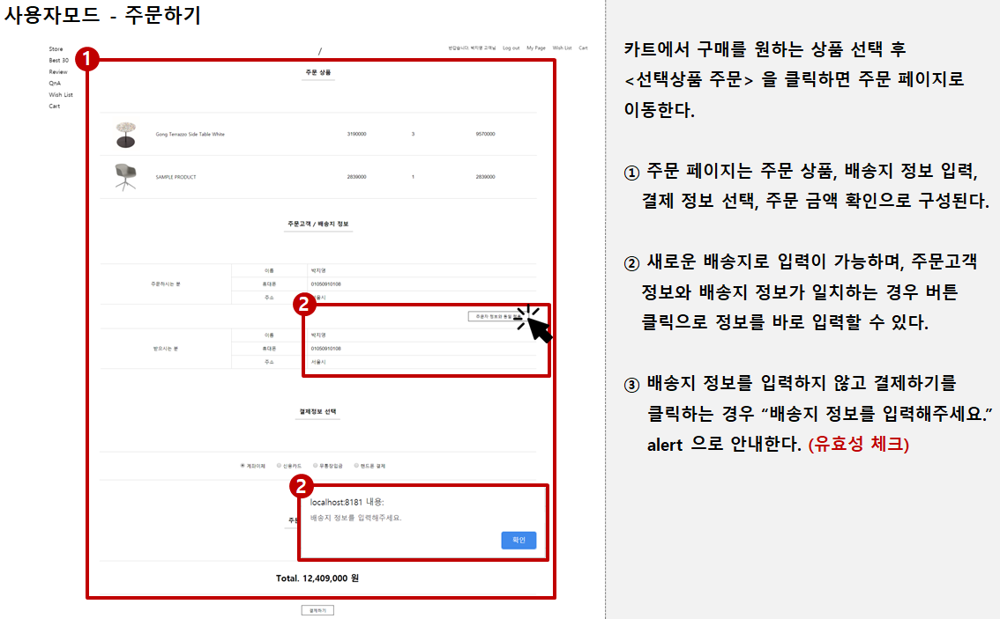 사용자모드 - 주문하기
Store
Best 30
Review
QnA
Wish List
Cart
/
반갑습니다, 박지영 고객님 Log out My Page Wish List Cart
1
주문 상품
Gong Terrazzo Side Table White 3190000 3 9570000
SAMPLE PRODUCT 2839000 1 2839000
주문고객 / 배송지 정보
주문하시는 분
이름 박지영
휴대폰 01050910108
주소 서울시
2
주문자 정보와 동일
받으시는 분
이름 박지영
휴대폰 01050910108
주소 서울시
결제정보 선택
계좌이체 신용카드 무통장입금 핸드폰 결제
2
주문
localhost:8181 내용:
배송지 정보를 입력해주세요.
확인
Total. 12,409,000 원
결제하기
카트에서 구매를 원하는 상품 선택 후
<선택상품 주문> 을 클릭하면 주문 페이지로
이동한다.
① 주문 페이지는 주문 상품, 배송지 정보 입력,
결제 정보 선택, 주문 금액 확인으로 구성된다.
② 새로운 배송지로 입력이 가능하며, 주문고객
정보와 배송지 정보가 일치하는 경우 버튼
클릭으로 정보를 바로 입력할 수 있다.
③ 배송지 정보를 입력하지 않고 결제하기를
클릭하는 경우 “배송지 정보를 입력해주세요.”
alert 으로 안내한다. (유효성 체크)